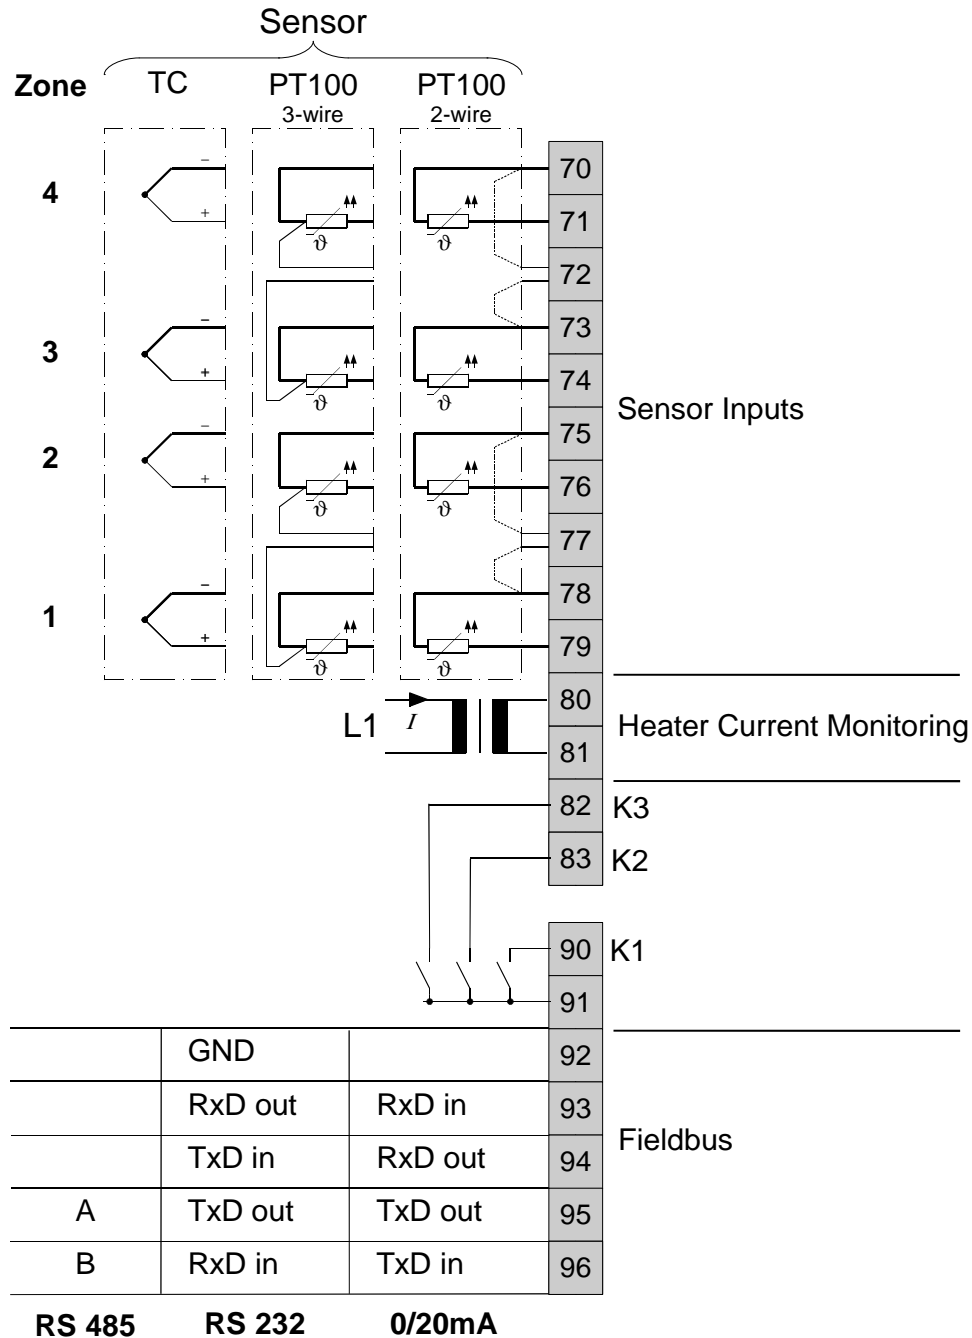 Sensor
Zone TC PT100 PT100
3-wire 2-wire
− 70
4
+ ϑ ϑ 71
72
− 73
3
+ ϑ ϑ 74
Sensor Inputs
− 75
2
+ ϑ ϑ 76
77
− 78
1
+ ϑ ϑ 79
L1 I 80
Heater Current Monitoring
81
82 K3
83 K2
90 K1
91
GND 92
RxD out RxD in 93
Fieldbus
TxD in RxD out 94
A TxD out TxD out 95
B RxD in TxD in 96
RS 485 RS 232 0/20mA